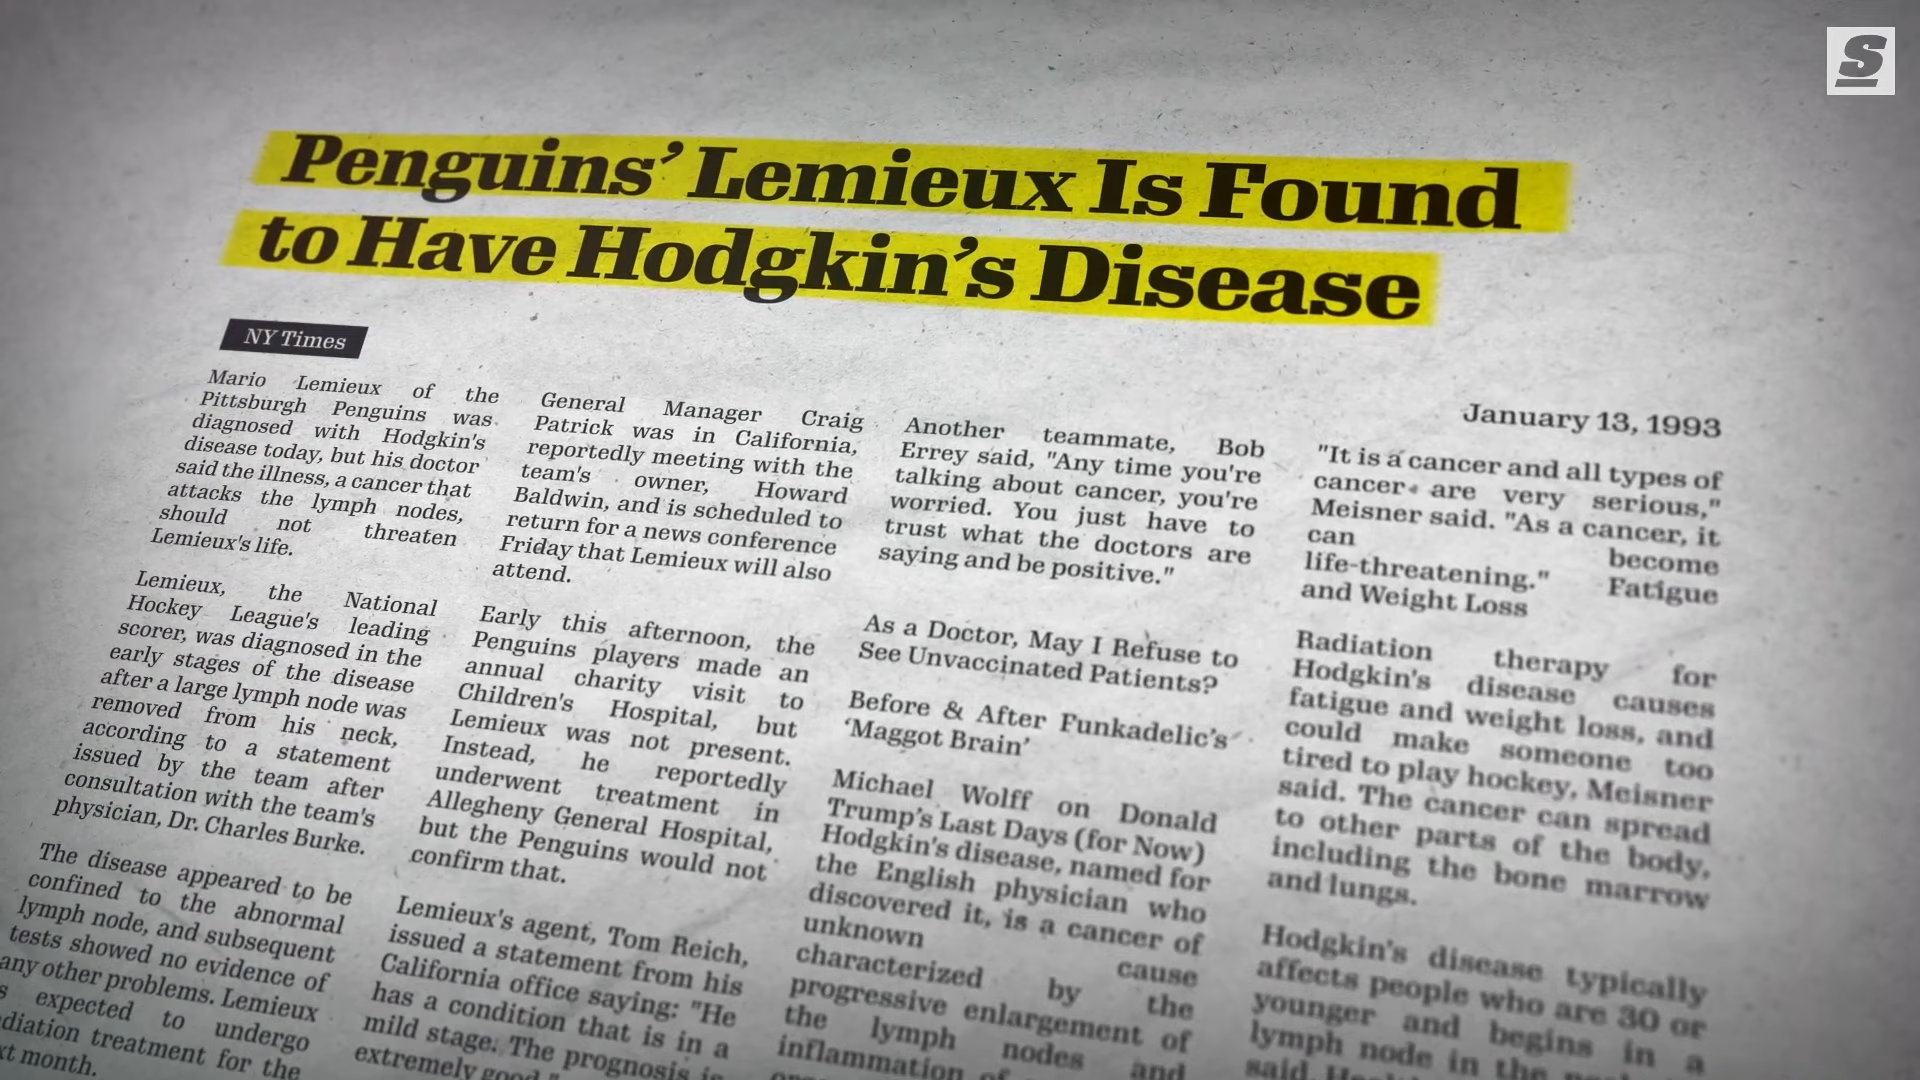 S
Penguins’ Lemieux Is Found
to Have Hodgkin’s Disease
NY Times
January 13, 1993
Mario Lemieux of the
Pittsburgh Penguins was
diagnosed with Hodgkin's
disease today, but his doctor
said the illness, a cancer that
attacks the lymph nodes,
should not threaten
Lemieux's life.
Lemieux, the National
Hockey League's leading
scorer, was diagnosed in the
early stages of the disease
after a large lymph node was
removed from his neck,
according to a statement
issued by the team after
consultation with the team's
physician, Dr. Charles Burke.
The disease appeared to be
confined to the abnormal
lymph node, and subsequent
tests showed no evidence of
any other problems. Lemieux
expected to undergo
treatment for the
month.
General Manager Craig
Patrick was in California,
reportedly meeting with the
team's owner, Howard
Baldwin, and is scheduled to
return for a news conference
Friday that Lemieux will also
attend.
Early this afternoon, the
Penguins players made an
annual charity visit to
Children's Hospital, but
Lemieux was not present.
Instead, he reportedly
underwent treatment in
Allegheny General Hospital,
but the Penguins would not
confirm that.
Lemieux's agent, Tom Reich,
issued a statement from his
California office saying: "He
has a condition that is in a
mild stage. The prognosis is
extremely good."
Another teammate, Bob
Errey said, "Any time you're
talking about cancer, you're
worried. You just have to
trust what the doctors are
saying and be positive."
As a Doctor, May I Refuse to
See Unvaccinated Patients?
Before & After Funkadelic’s
‘Maggot Brain’
Michael Wolff on Donald
Trump’s Last Days (for Now)
Hodgkin's disease, named for
the English physician who
discovered it, is a cancer of
unknown cause
characterized by the
progressive enlargement of
the lymph nodes and
inflammation of
"It is a cancer and all types of
cancer are very serious,"
Meisner said. "As a cancer, it
can become
life-threatening." Fatigue
and Weight Loss
Radiation therapy for
Hodgkin's disease causes
fatigue and weight loss, and
could make someone too
tired to play hockey, Meisner
said. The cancer can spread
to other parts of the body,
including the bone marrow
and lungs.
Hodgkin's disease typically
affects people who are 30 or
younger and begins in a
lymph node in the
said.